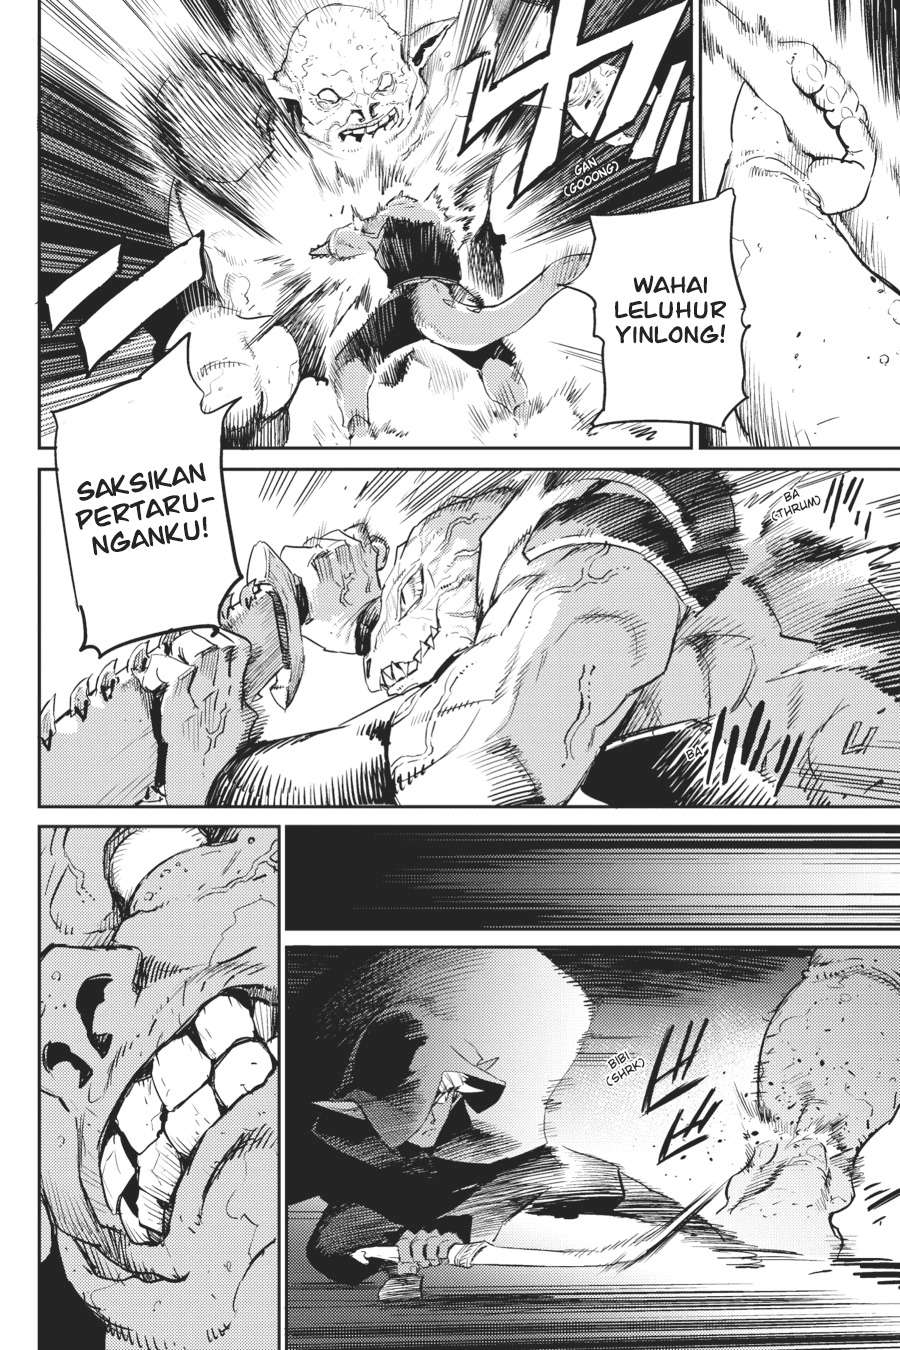 WAHAI
LELUHUR
YINLONG!
GAN
(GOOONG)
SAKSIKAN
PERTARU-
NGANKU!
BA
(THRUM)
BA
BIBI
(SHRK)